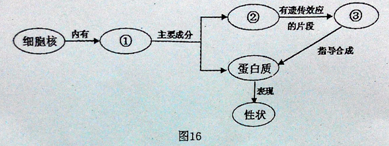 细胞核
内有
①
主要成分
②
有遗传效应
的片段
③
指导合成
蛋白质
表现
性状
图16